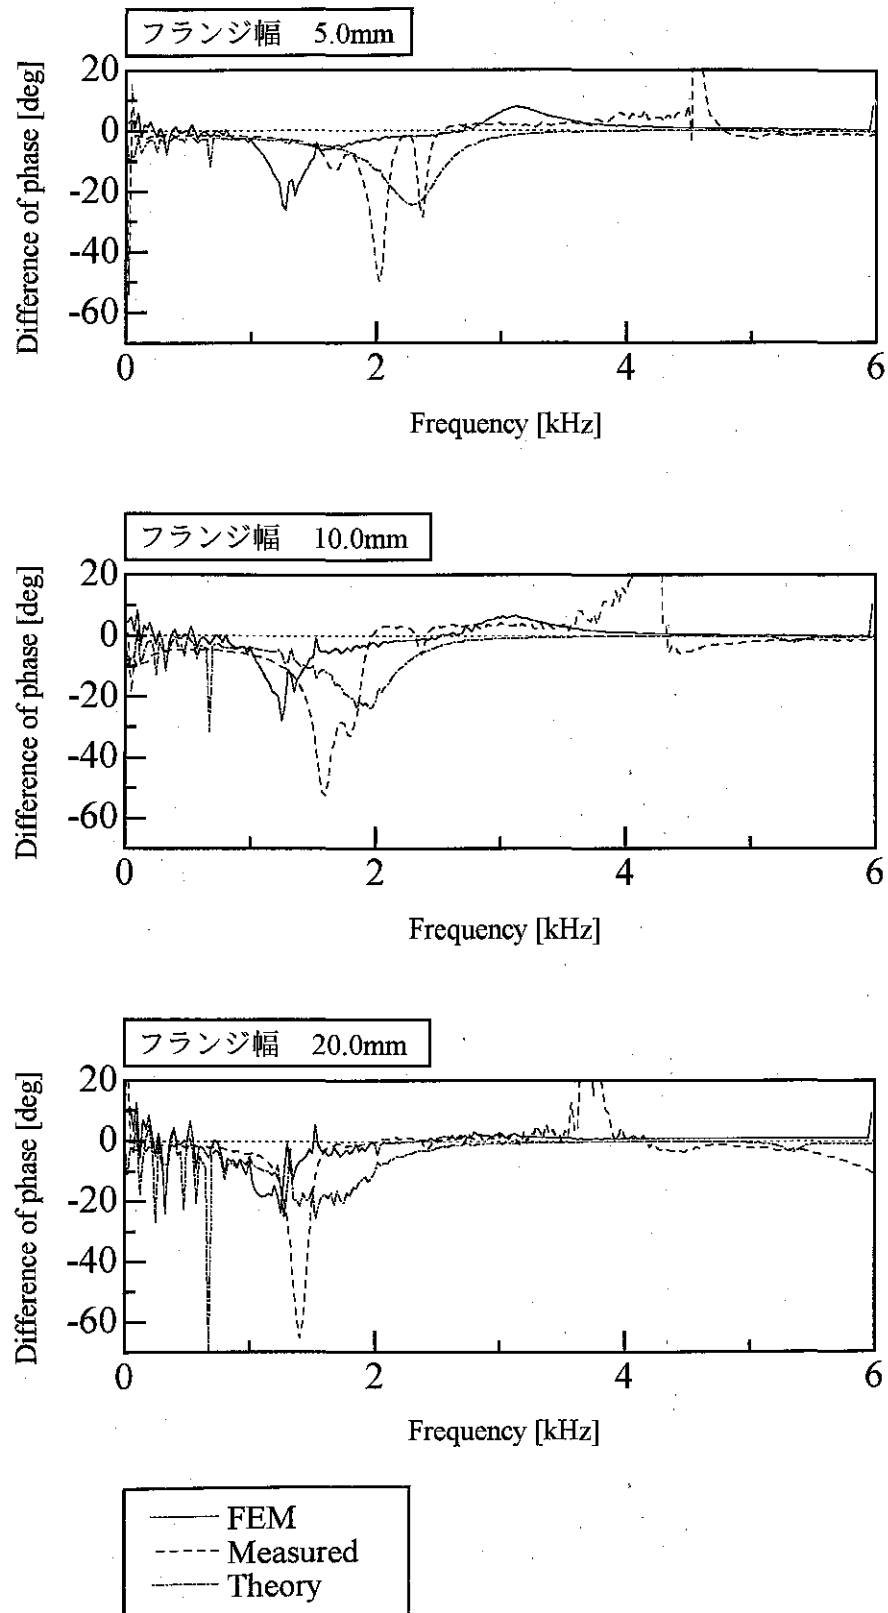 フランジ幅 5.0mm
20
0
-20
-40
-60
Difference of phase [deg]
0 2 4 6
Frequency [kHz]
フランジ幅 10.0mm
20
0
-20
-40
-60
Difference of phase [deg]
0 2 4 6
Frequency [kHz]
フランジ幅 20.0mm
20
0
-20
-40
-60
Difference of phase [deg]
0 2 4 6
Frequency [kHz]
FEM
Measured
Theory